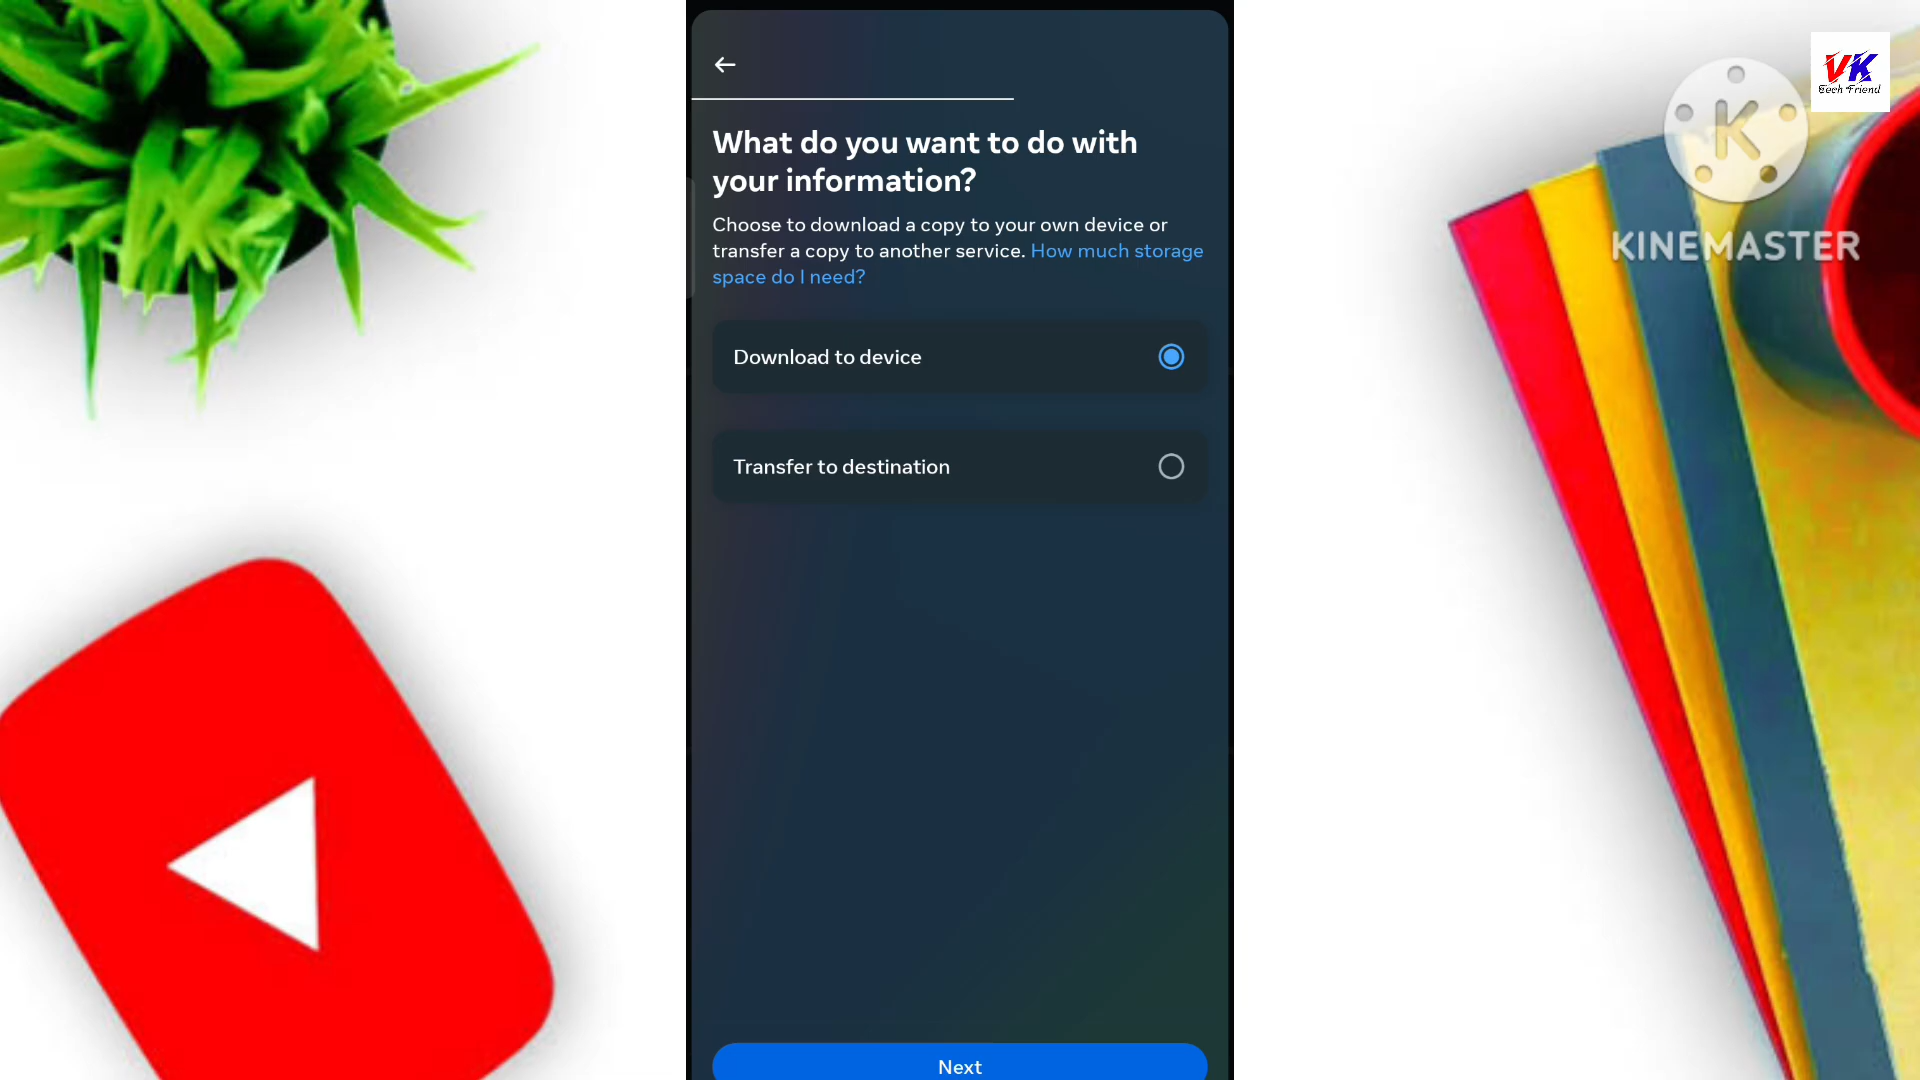 What do you want to do with
your information?
Choose to download a copy to your own device or
transfer a copy to another service. How much storage
space do I need?
Download to device
Transfer to destination
Next
VK
Tech Friend
K
KINEMASTER